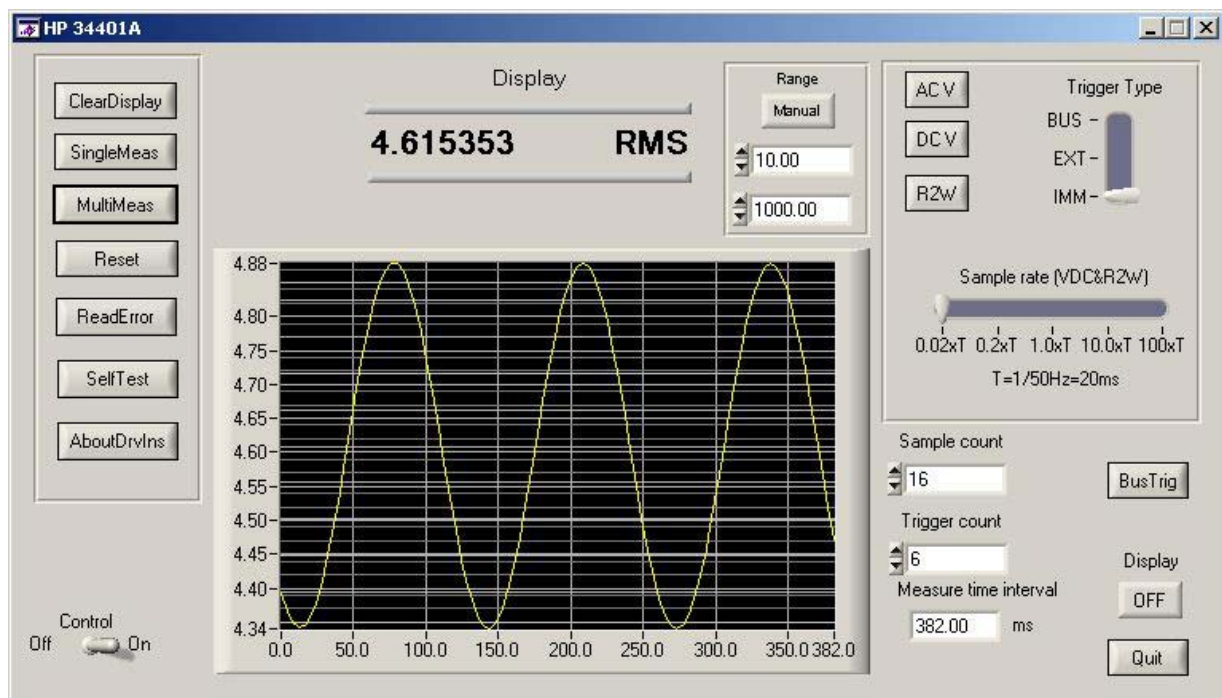 HP 34401A
ClearDisplay
SingleMeas
MultiMeas
Reset
ReadError
SelfTest
AboutDrvIns
Control
Off On
Display
4.615353 RMS
Range
Manual
10.00
1000.00
4.88
4.80
4.75
4.70
4.65
4.60
4.55
4.50
4.45
4.40
4.34
0.0 50.0 100.0 150.0 200.0 250.0 300.0 350.0 382.0
AC V
DC V
R2W
Trigger Type
BUS
EXT
IMM
Sample rate (VDC&R2W)
0.02xT 0.2xT 1.0xT 10.0xT 100xT
T=1/50Hz=20ms
Sample count
16
Trigger count
6
Measure time interval
382.00 ms
BusTrig
Display
OFF
Quit